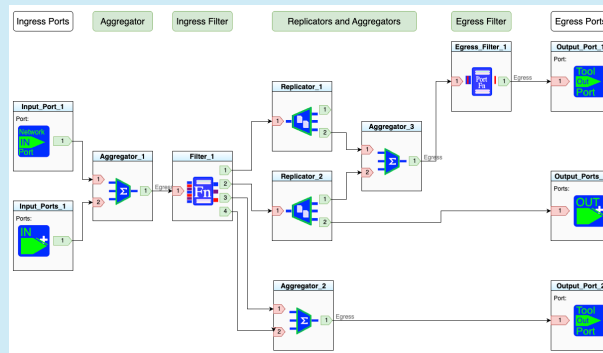 Ingress Ports
Aggregator
Ingress Filter
Replicators and Aggregators
Egress Filter
Egress Ports
Egress_Filter_1
1
Port
Fn
1
Egress
Output_Port_1
Port:
1
Tool
Out
Port
Replicator_1
1
1
2
Input_Port_1
Port:
Network
IN
Port
1
Aggregator_3
1
2
Σ
1
Egress
Aggregator_1
1
2
Σ
1
Egress
Filter_1
1
Fn
1
2
3
4
Replicator_2
1
1
2
Output_Ports_
Ports:
1
OUT
Input_Ports_1
Ports:
IN
1
Aggregator_2
1
2
Σ
1
Egress
Output_Port_2
Port:
1
Tool
Out
Port